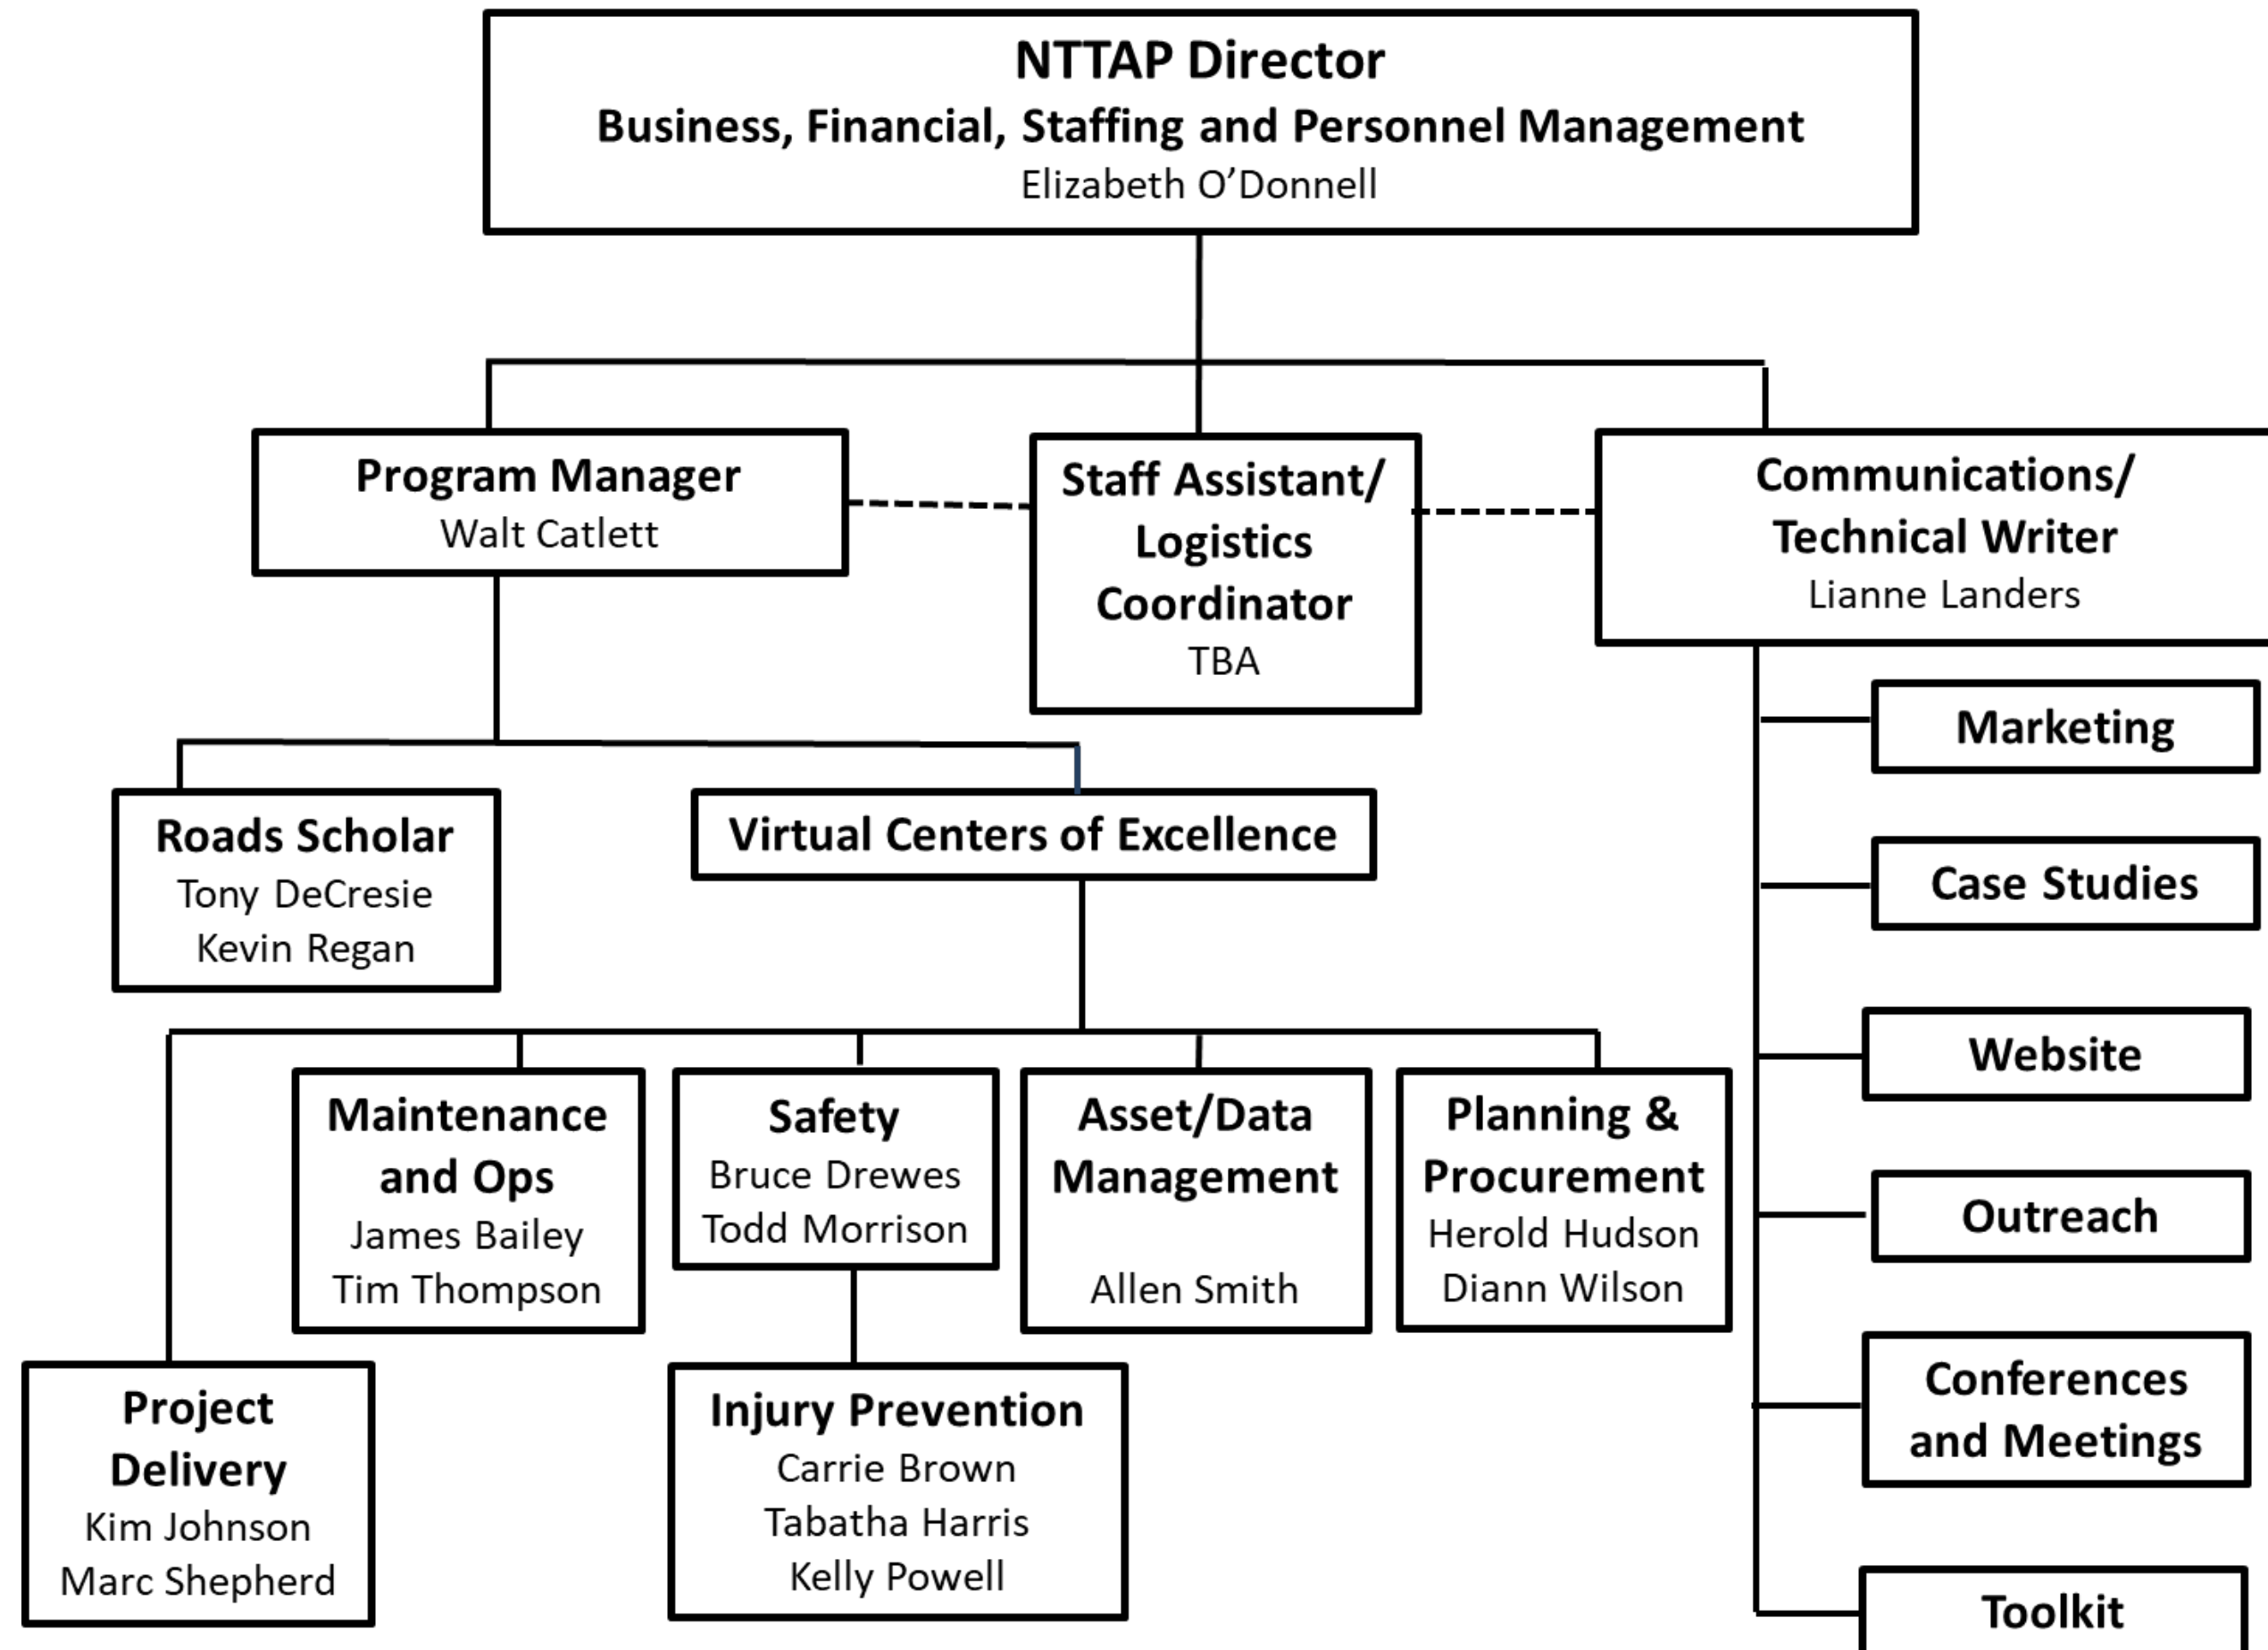 NTTAP Director
Business, Financial, Staffing and Personnel Management
Elizabeth O’Donnell
Program Manager
Walt Catlett
Staff Assistant/
Logistics
Coordinator
TBA
Communications/
Technical Writer
Lianne Landers
Marketing
Case Studies
Website
Outreach
Conferences
and Meetings
Toolkit
Roads Scholar
Tony DeCresie
Kevin Regan
Virtual Centers of Excellence
Maintenance
and Ops
James Bailey
Tim Thompson
Safety
Bruce Drewes
Todd Morrison
Asset/Data
Management
Allen Smith
Planning &
Procurement
Herold Hudson
Diann Wilson
Project
Delivery
Kim Johnson
Marc Shepherd
Injury Prevention
Carrie Brown
Tabatha Harris
Kelly Powell